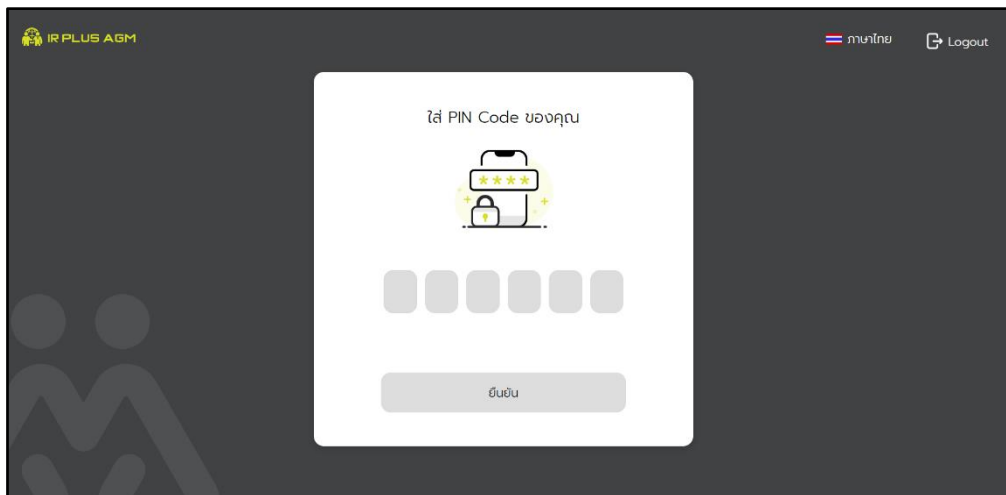 IR PLUS AGM
ภาษาไทย
Logout
ใส่ PIN Code ของคุณ
****
ยืนยัน